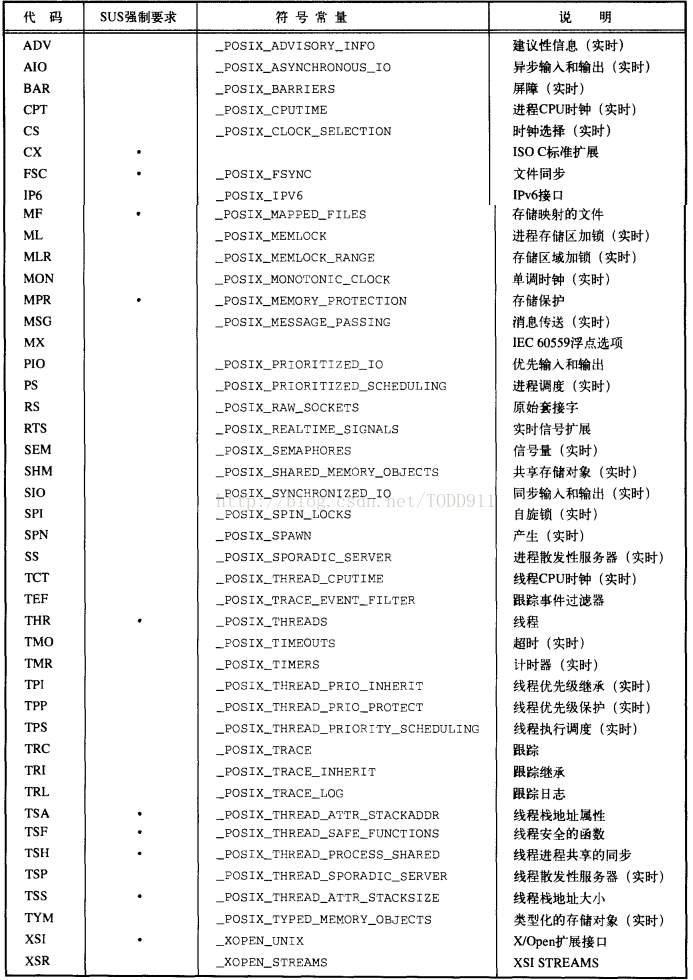 代 码 SUS强制要求 符 号 常 量 说 明
ADV _POSIX_ADVISORY_INFO 建议性信息（实时）
AIO _POSIX_ASYNCHRONOUS_IO 异步输入和输出（实时）
BAR _POSIX_BARRIERS 屏障（实时）
CPT _POSIX_CPUTIME 进程CPU时钟（实时）
CS _POSIX_CLOCK_SELECTION 时钟选择（实时）
CX • ISO C标准扩展
FSC • _POSIX_FSYNC 文件同步
IP6 _POSIX_IPV6 IPv6接口
MF • _POSIX_MAPPED_FILES 存储映射的文件
ML _POSIX_MEMLOCK 进程存储区加锁（实时）
MLR _POSIX_MEMLOCK_RANGE 存储区域加锁（实时）
MON _POSIX_MONOTONIC_CLOCK 单调时钟（实时）
MPR • _POSIX_MEMORY_PROTECTION 存储保护
MSG _POSIX_MESSAGE_PASSING 消息传送（实时）
MX IEC 60559浮点选项
PIO _POSIX_PRIORITIZED_IO 优先输入和输出
PS _POSIX_PRIORITIZED_SCHEDULING 进程调度（实时）
RS _POSIX_RAW_SOCKETS 原始套接字
RTS _POSIX_REALTIME_SIGNALS 实时信号扩展
SEM _POSIX_SEMAPHORES 信号量（实时）
SHM _POSIX_SHARED_MEMORY_OBJECTS 共享存储对象（实时）
SIO _POSIX_SYNCHRONIZED_IO 同步输入和输出（实时）
http://blog.csdn.net/TODD911
SPI _POSIX_SPIN_LOCKS 自旋锁（实时）
SPN _POSIX_SPAWN 产生（实时）
SS _POSIX_SPORADIC_SERVER 进程散发性服务器（实时）
TCT _POSIX_THREAD_CPUTIME 线程CPU时钟（实时）
TEF _POSIX_TRACE_EVENT_FILTER 跟踪事件过滤器
THR • _POSIX_THREADS 线程
TMO _POSIX_TIMEOUTS 超时（实时）
TMR _POSIX_TIMERS 计时器（实时）
TPI _POSIX_THREAD_PRIO_INHERIT 线程优先级继承（实时）
TPP _POSIX_THREAD_PRIO_PROTECT 线程优先级保护（实时）
TPS _POSIX_THREAD_PRIORITY_SCHEDULING 线程执行调度（实时）
TRC _POSIX_TRACE 跟踪
TRI _POSIX_TRACE_INHERIT 跟踪继承
TRL _POSIX_TRACE_LOG 跟踪日志
TSA • _POSIX_THREAD_ATTR_STACKADDR 线程栈地址属性
TSF • _POSIX_THREAD_SAFE_FUNCTIONS 线程安全的函数
TSH • _POSIX_THREAD_PROCESS_SHARED 线程进程共享的同步
TSP _POSIX_THREAD_SPORADIC_SERVER 线程散发性服务器（实时）
TSS • _POSIX_THREAD_ATTR_STACKSIZE 线程栈地址大小
TYM _POSIX_TYPED_MEMORY_OBJECTS 类型化的存储对象（实时）
XSI • _XOPEN_UNIX X/Open扩展接口
XSR _XOPEN_STREAMS XSI STREAMS